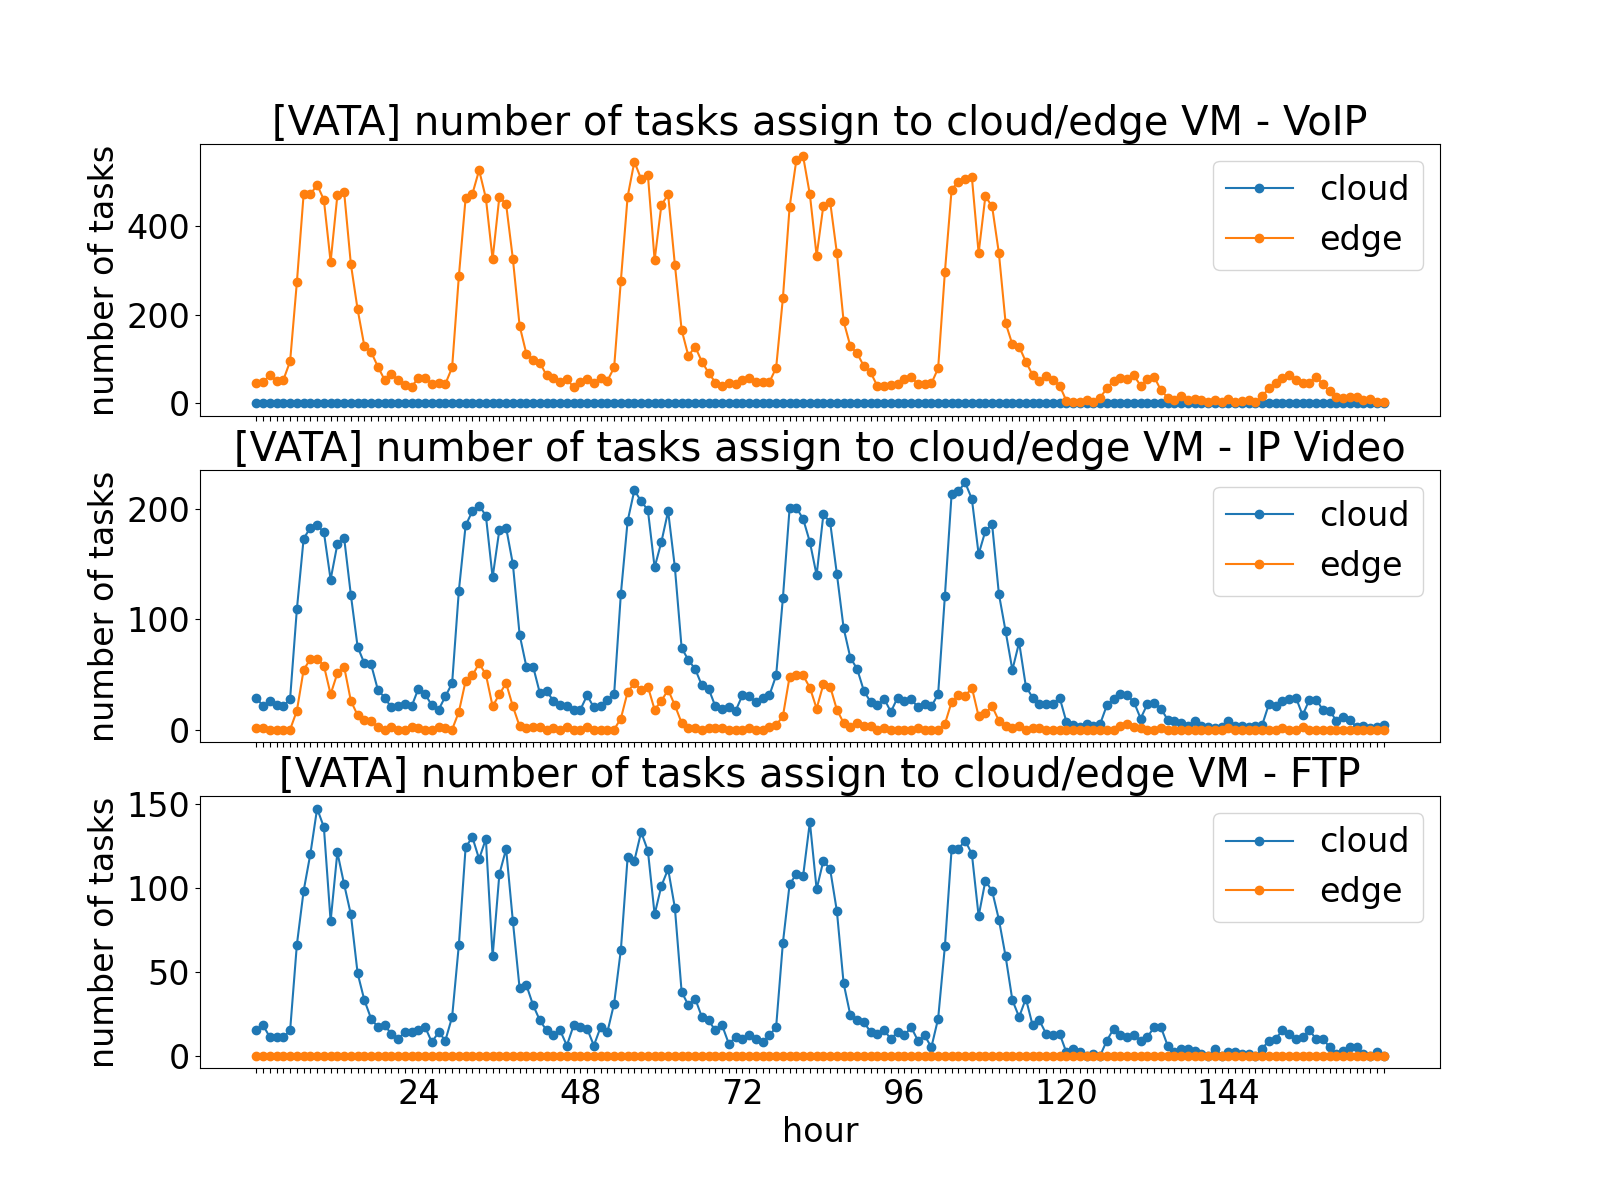 [VATA] number of tasks assign to cloud/edge VM - VoIP
number of tasks
400
200
0
cloud
edge
[VATA] number of tasks assign to cloud/edge VM - IP Video
number of tasks
200
100
0
cloud
edge
[VATA] number of tasks assign to cloud/edge VM - FTP
number of tasks
150
100
50
0
cloud
edge
24 48 72 96 120 144
hour